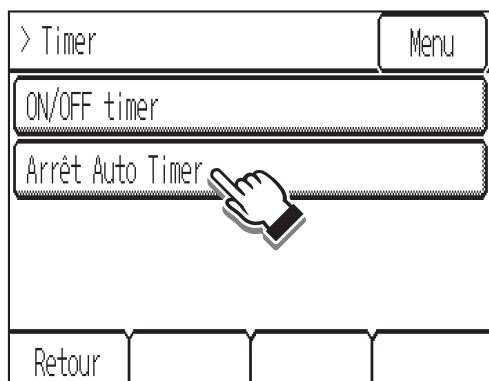 > Timer
Menu
ON/OFF timer
Arrêt Auto Timer
Retour